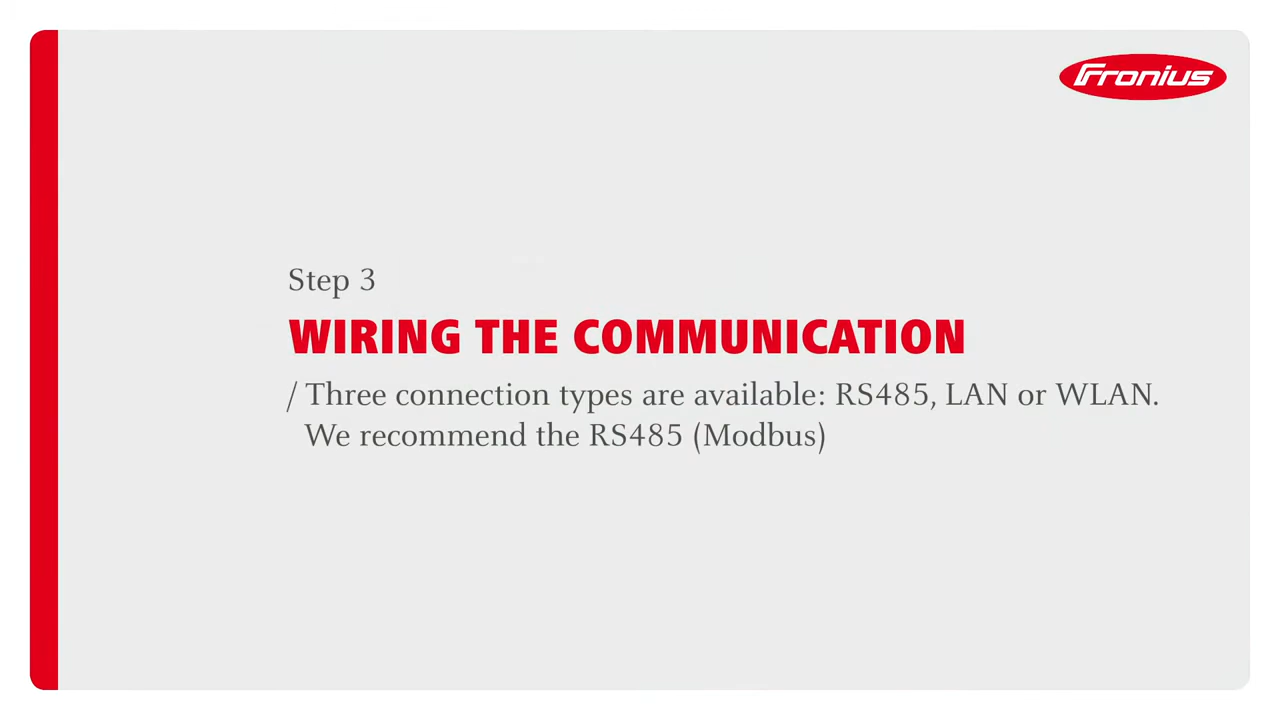 Fronius
Step 3
WIRING THE COMMUNICATION
/ Three connection types are available: RS485, LAN or WLAN.
We recommend the RS485 (Modbus)